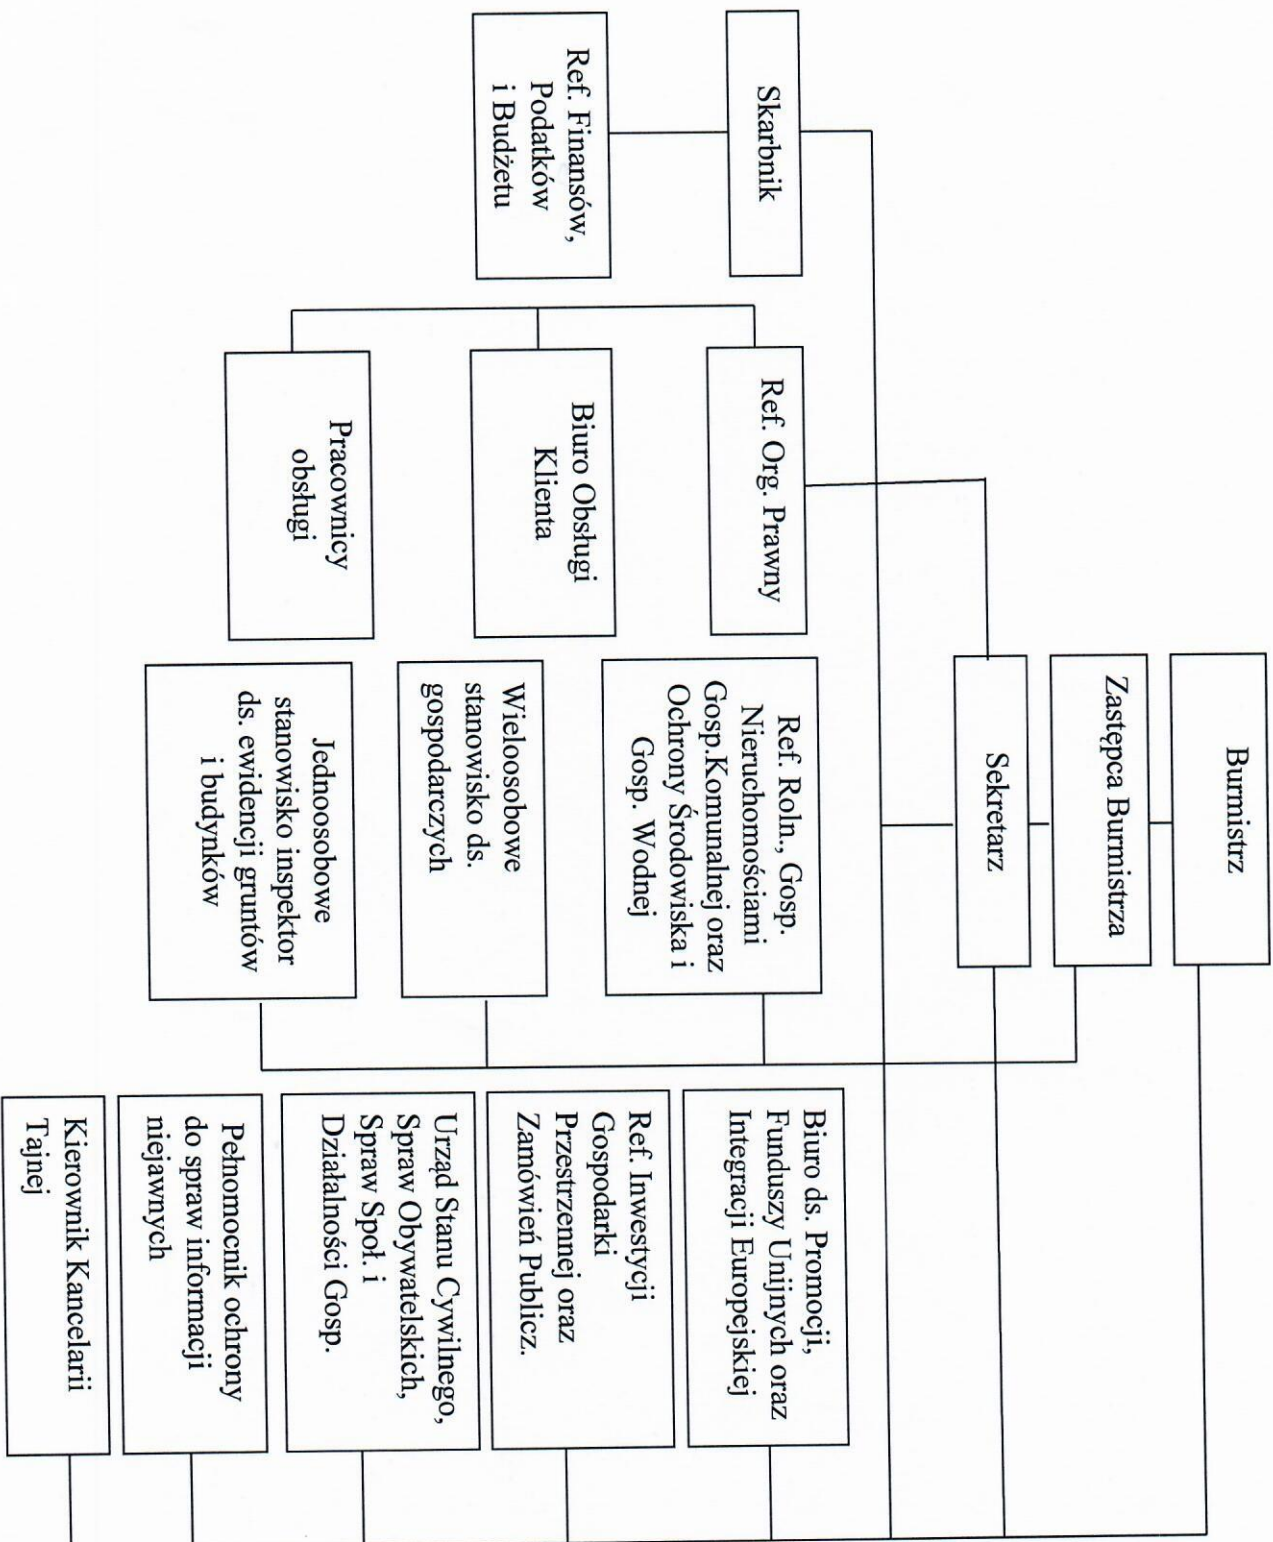 Burmistrz
Zastępca Burmistrza
Sekretarz
Skarbnik
Ref. Finansów,
Podatków
i Budżetu
Ref. Org. Prawny
Biuro Obsługi
Klienta
Pracownicy
obsługi
Ref. Roln., Gosp.
Nieruchomościami
Gosp.Komunalnej oraz
Ochrony Środowiska i
Gosp. Wodnej
Wieloosobowe
stanowisko ds.
gospodarczych
Jednoosobowe
stanowisko inspektor
ds. ewidencji gruntów
i budynków
Biuro ds. Promocji,
Funduszy Unijnych oraz
Integracji Europejskiej
Ref. Inwestycji
Gospodarki
Przestrzennej oraz
Zamówień Publicz.
Urząd Stanu Cywilnego,
Spraw Obywatelskich,
Spraw Społ. i
Działalności Gosp.
Pełnomocnik ochrony
do spraw informacji
niejawnych
Kierownik Kancelarii
Tajnej